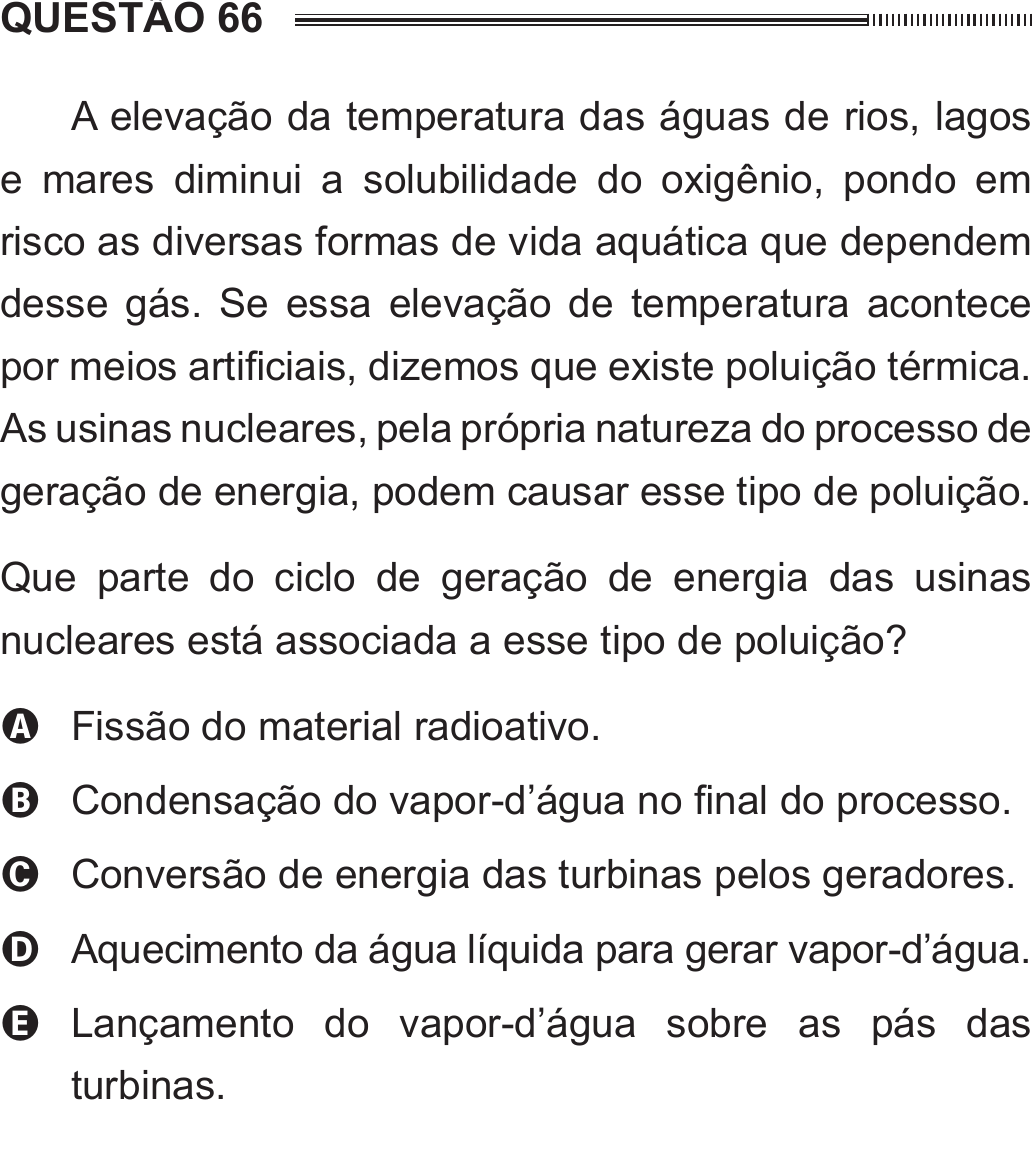 QUESTÃO 66
A elevação da temperatura das águas de rios, lagos
e mares diminui a solubilidade do oxigênio, pondo em
risco as diversas formas de vida aquática que dependem
desse gás. Se essa elevação de temperatura acontece
por meios artificiais, dizemos que existe poluição térmica.
As usinas nucleares, pela própria natureza do processo de
geração de energia, podem causar esse tipo de poluição.
Que parte do ciclo de geração de energia das usinas
nucleares está associada a esse tipo de poluição?
A Fissão do material radioativo.
B Condensação do vapor-d’água no final do processo.
C Conversão de energia das turbinas pelos geradores.
D Aquecimento da água líquida para gerar vapor-d’água.
E Lançamento do vapor-d’água sobre as pás das
turbinas.